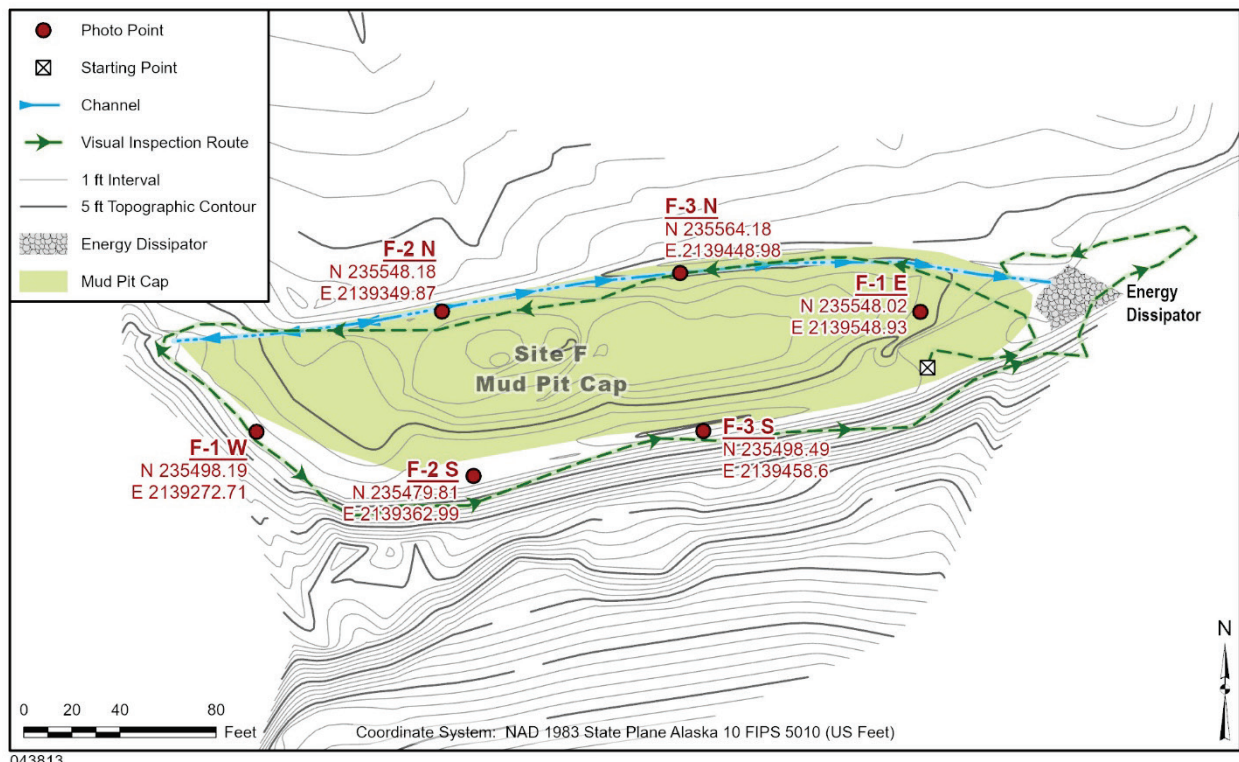 Photo Point
Starting Point
Channel
Visual Inspection Route
1 ft Interval
5 ft Topographic Contour
Energy Dissipator
Mud Pit Cap
F-3 N
N 235564.18
E 2139448.98
F-2 N
N 235548.18
E 2139349.87
F-1 E
N 235548.02
E 2139548.93
Energy
Dissipator
Site F
Mud Pit Cap
F-3 S
N 235498.49
E 2139458.6
F-1 W
N 235498.19
E 2139272.71
F-2 S
N 235479.81
E 2139362.99
N
0 20 40 80
Feet
Coordinate System: NAD 1983 State Plane Alaska 10 FIPS 5010 (US Feet)
043813